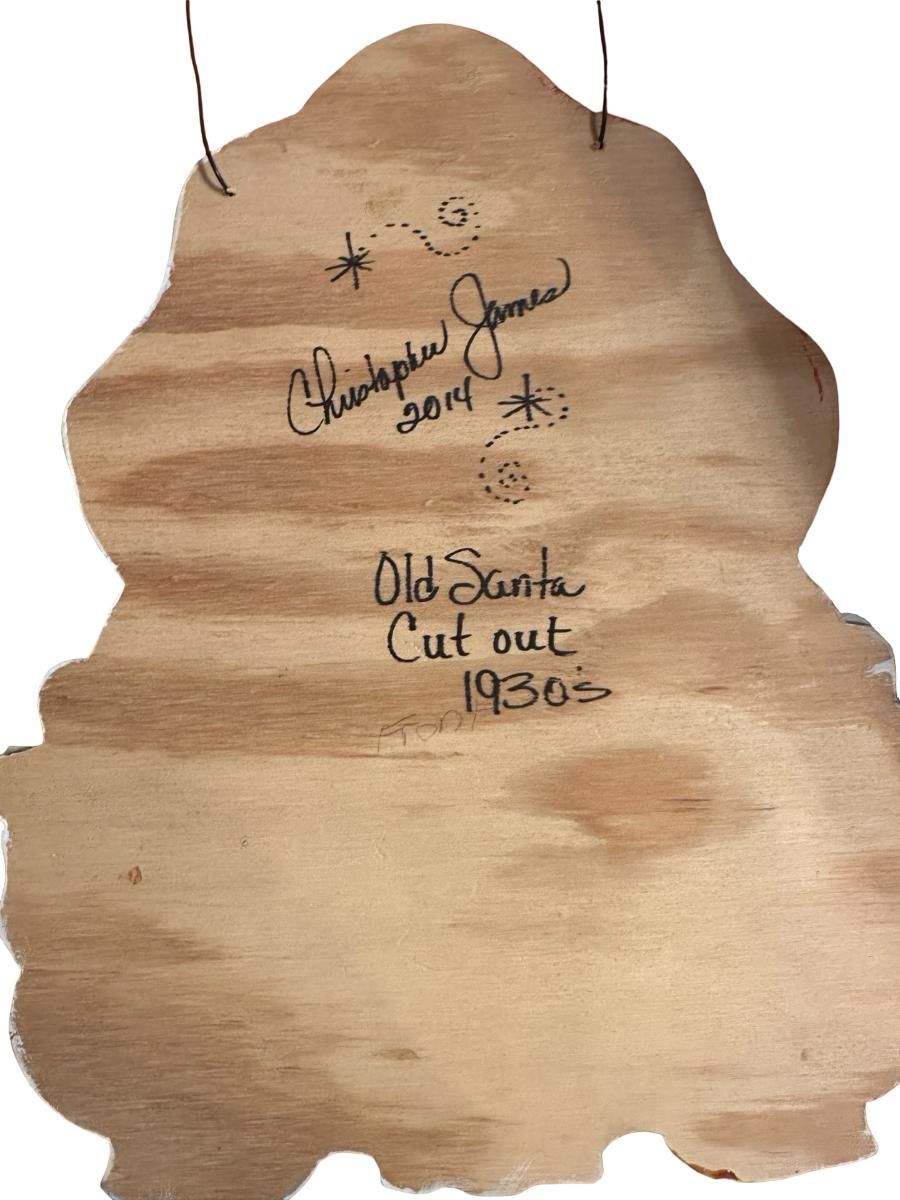 Christopher James
2014
Old Santa
Cut out
1930's